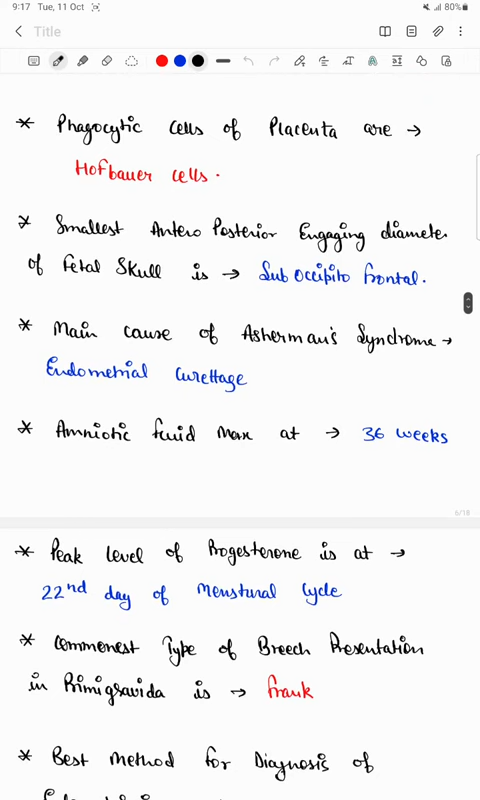 9:17 Tue, 11 Oct 80%
Title
* Phagocytic cells of Placenta are →
Hofbauer cells.
* Smallest Antero Posterior Engaging diameter
of Fetal Skull is → Sub Occipito frontal.
* Main cause of Asherman's Syndrome →
Endometrial Curettage
* Amniotic fluid Max at → 36 weeks
6/18
* Peak level of Progesterone is at →
22nd day of Menstural Cycle
* Commonest Type of Breech Presentation
in Primigravida is → frank
* Best Method for Diagnosis of